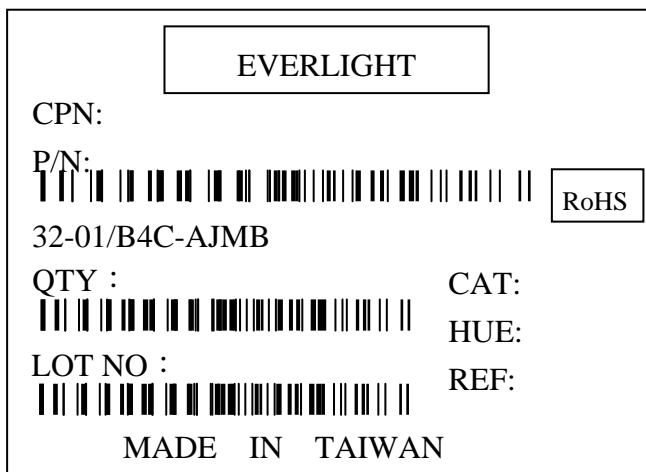 EVERLIGHT
CPN:
P/N:
RoHS
32-01/B4C-AJMB
QTY：
CAT:
HUE:
LOT NO：
REF:
MADE IN TAIWAN